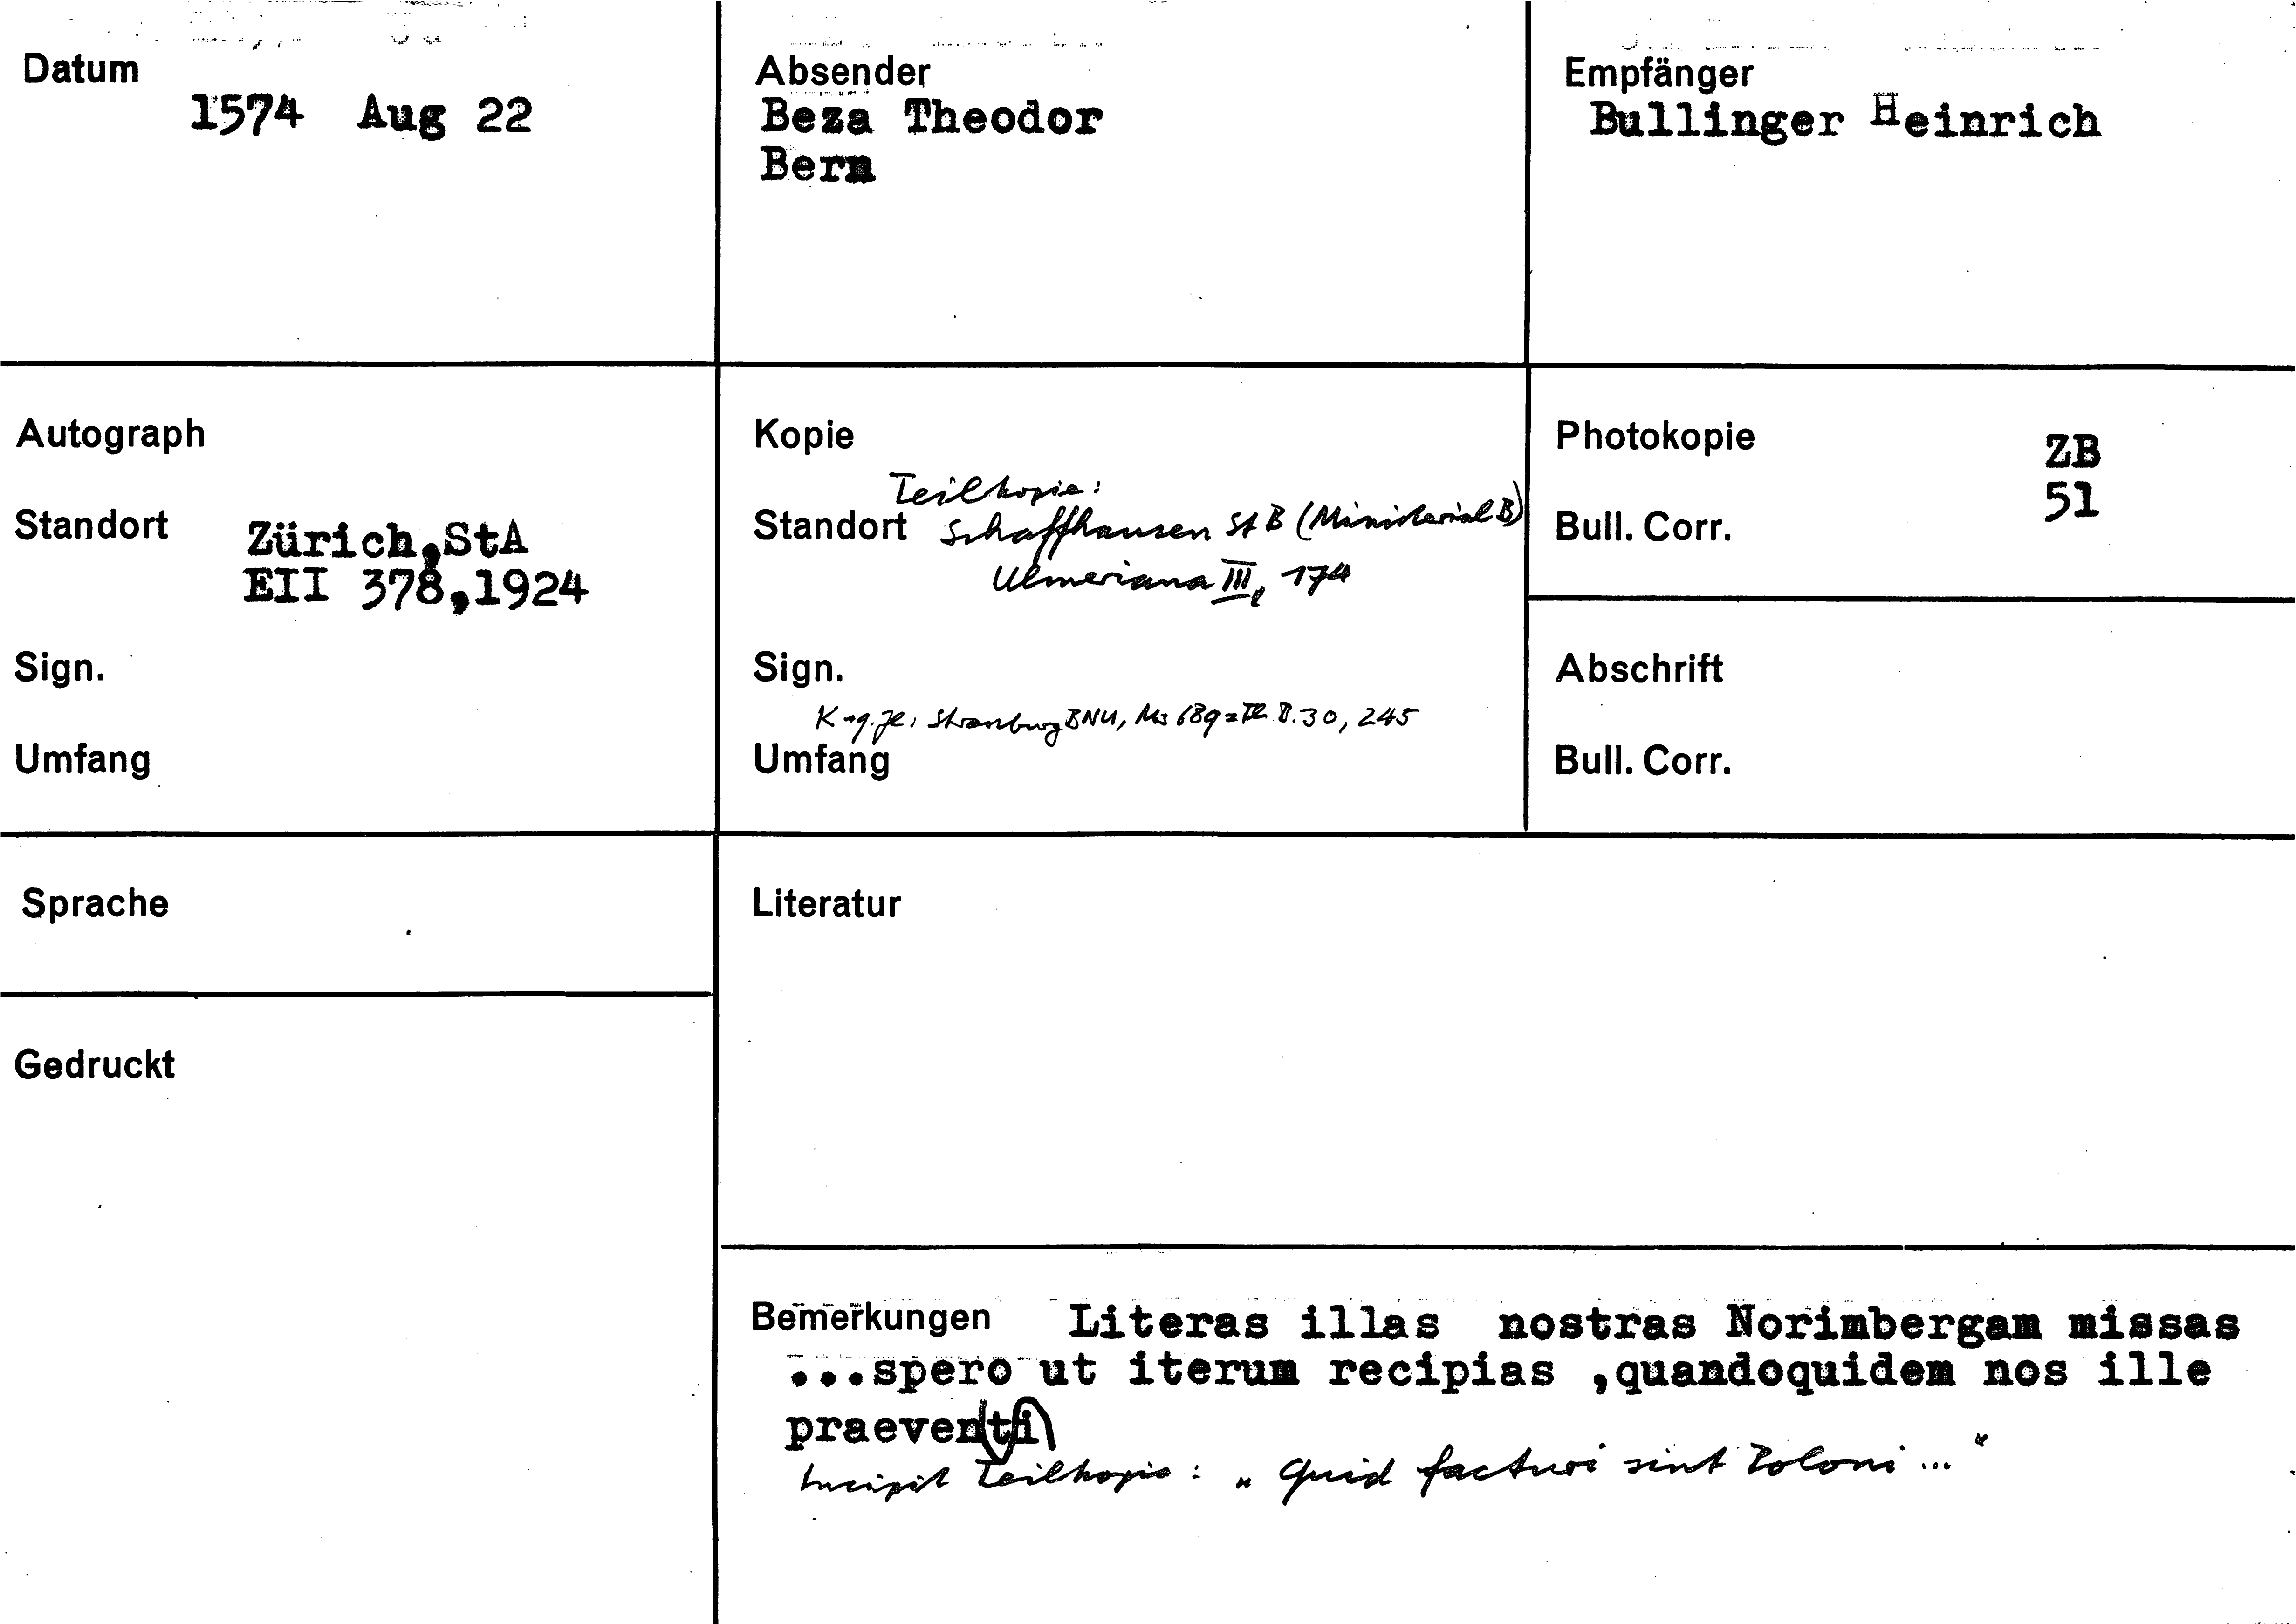 Datum
1574 Aug 22
Absender
Beza Theodor
Bern
Empfänger
Bullinger Heinrich
Autograph
Standort
Zürich,StA
EII 378,1924
Sign.
Umfang
Kopie
Teilkopie:
Standort Schaffhausen StB (Ministerial B)
Ulmeriana III, 174
Sign.
Strassburg BNU, Ms 689 = 30, 245
Umfang
Photokopie
ZB
51
Bull. Corr.
Abschrift
Bull. Corr.
Sprache
Gedruckt
Literatur
Bemerkungen Literas illas nostras Norimbergam missas
...spero ut iterum recipias ,quandoquidem nos ille
praeventi
Incipit Teilkopie: „Quid facturi sint Poloni..."